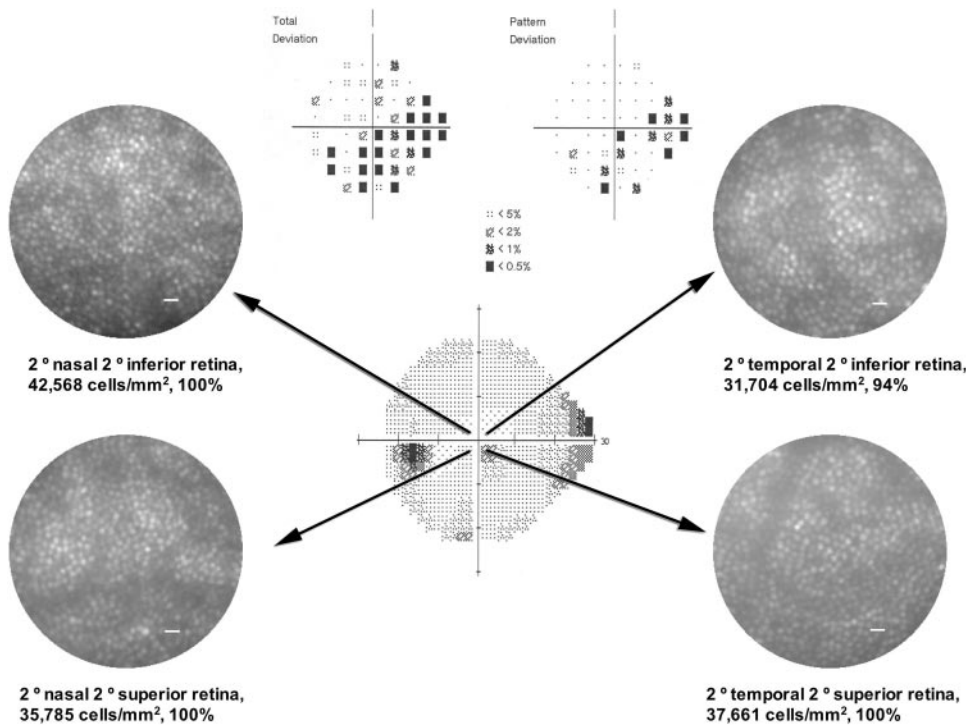 Total
Deviation
Pattern
Deviation
< 5%
< 2%
< 1%
< 0.5%
2 º nasal 2 º inferior retina,
42,568 cells/mm², 100%
2 º temporal 2 º inferior retina,
31,704 cells/mm², 94%
30
2 º nasal 2 º superior retina,
35,785 cells/mm², 100%
2 º temporal 2 º superior retina,
37,661 cells/mm², 100%